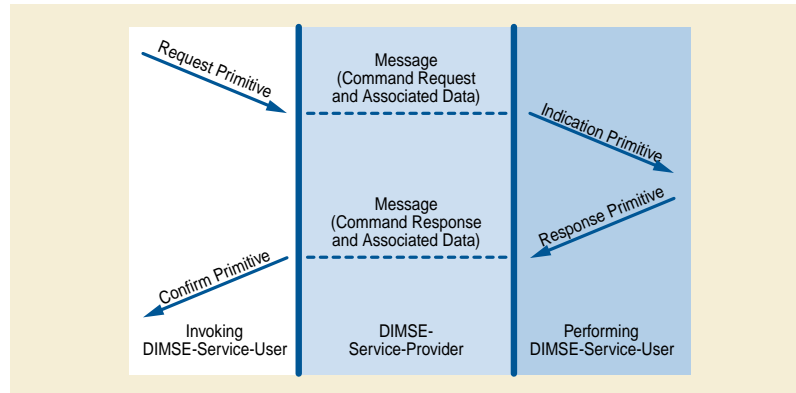 Request Primitive
Message
(Command Request
and Associated Data)
Indication Primitive
Message
(Command Response
and Associated Data)
Response Primitive
Confirm Primitive
Invoking
DIMSE-Service-User
DIMSE-
Service-Provider
Performing
DIMSE-Service-User